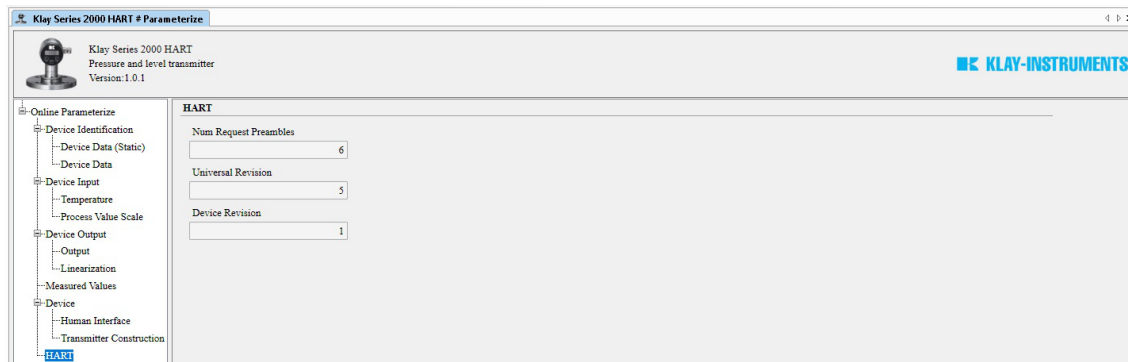 Klay Series 2000 HART # Parameterize
Klay Series 2000 HART
Pressure and level transmitter
Version:1.0.1
KLAY-INSTRUMENTS
Online Parameterize
Device Identification
Device Data (Static)
Device Data
Device Input
Temperature
Process Value Scale
Device Output
Output
Linearization
Measured Values
Device
Human Interface
Transmitter Construction
HART
HART
Num Request Preambles
6
Universal Revision
5
Device Revision
1